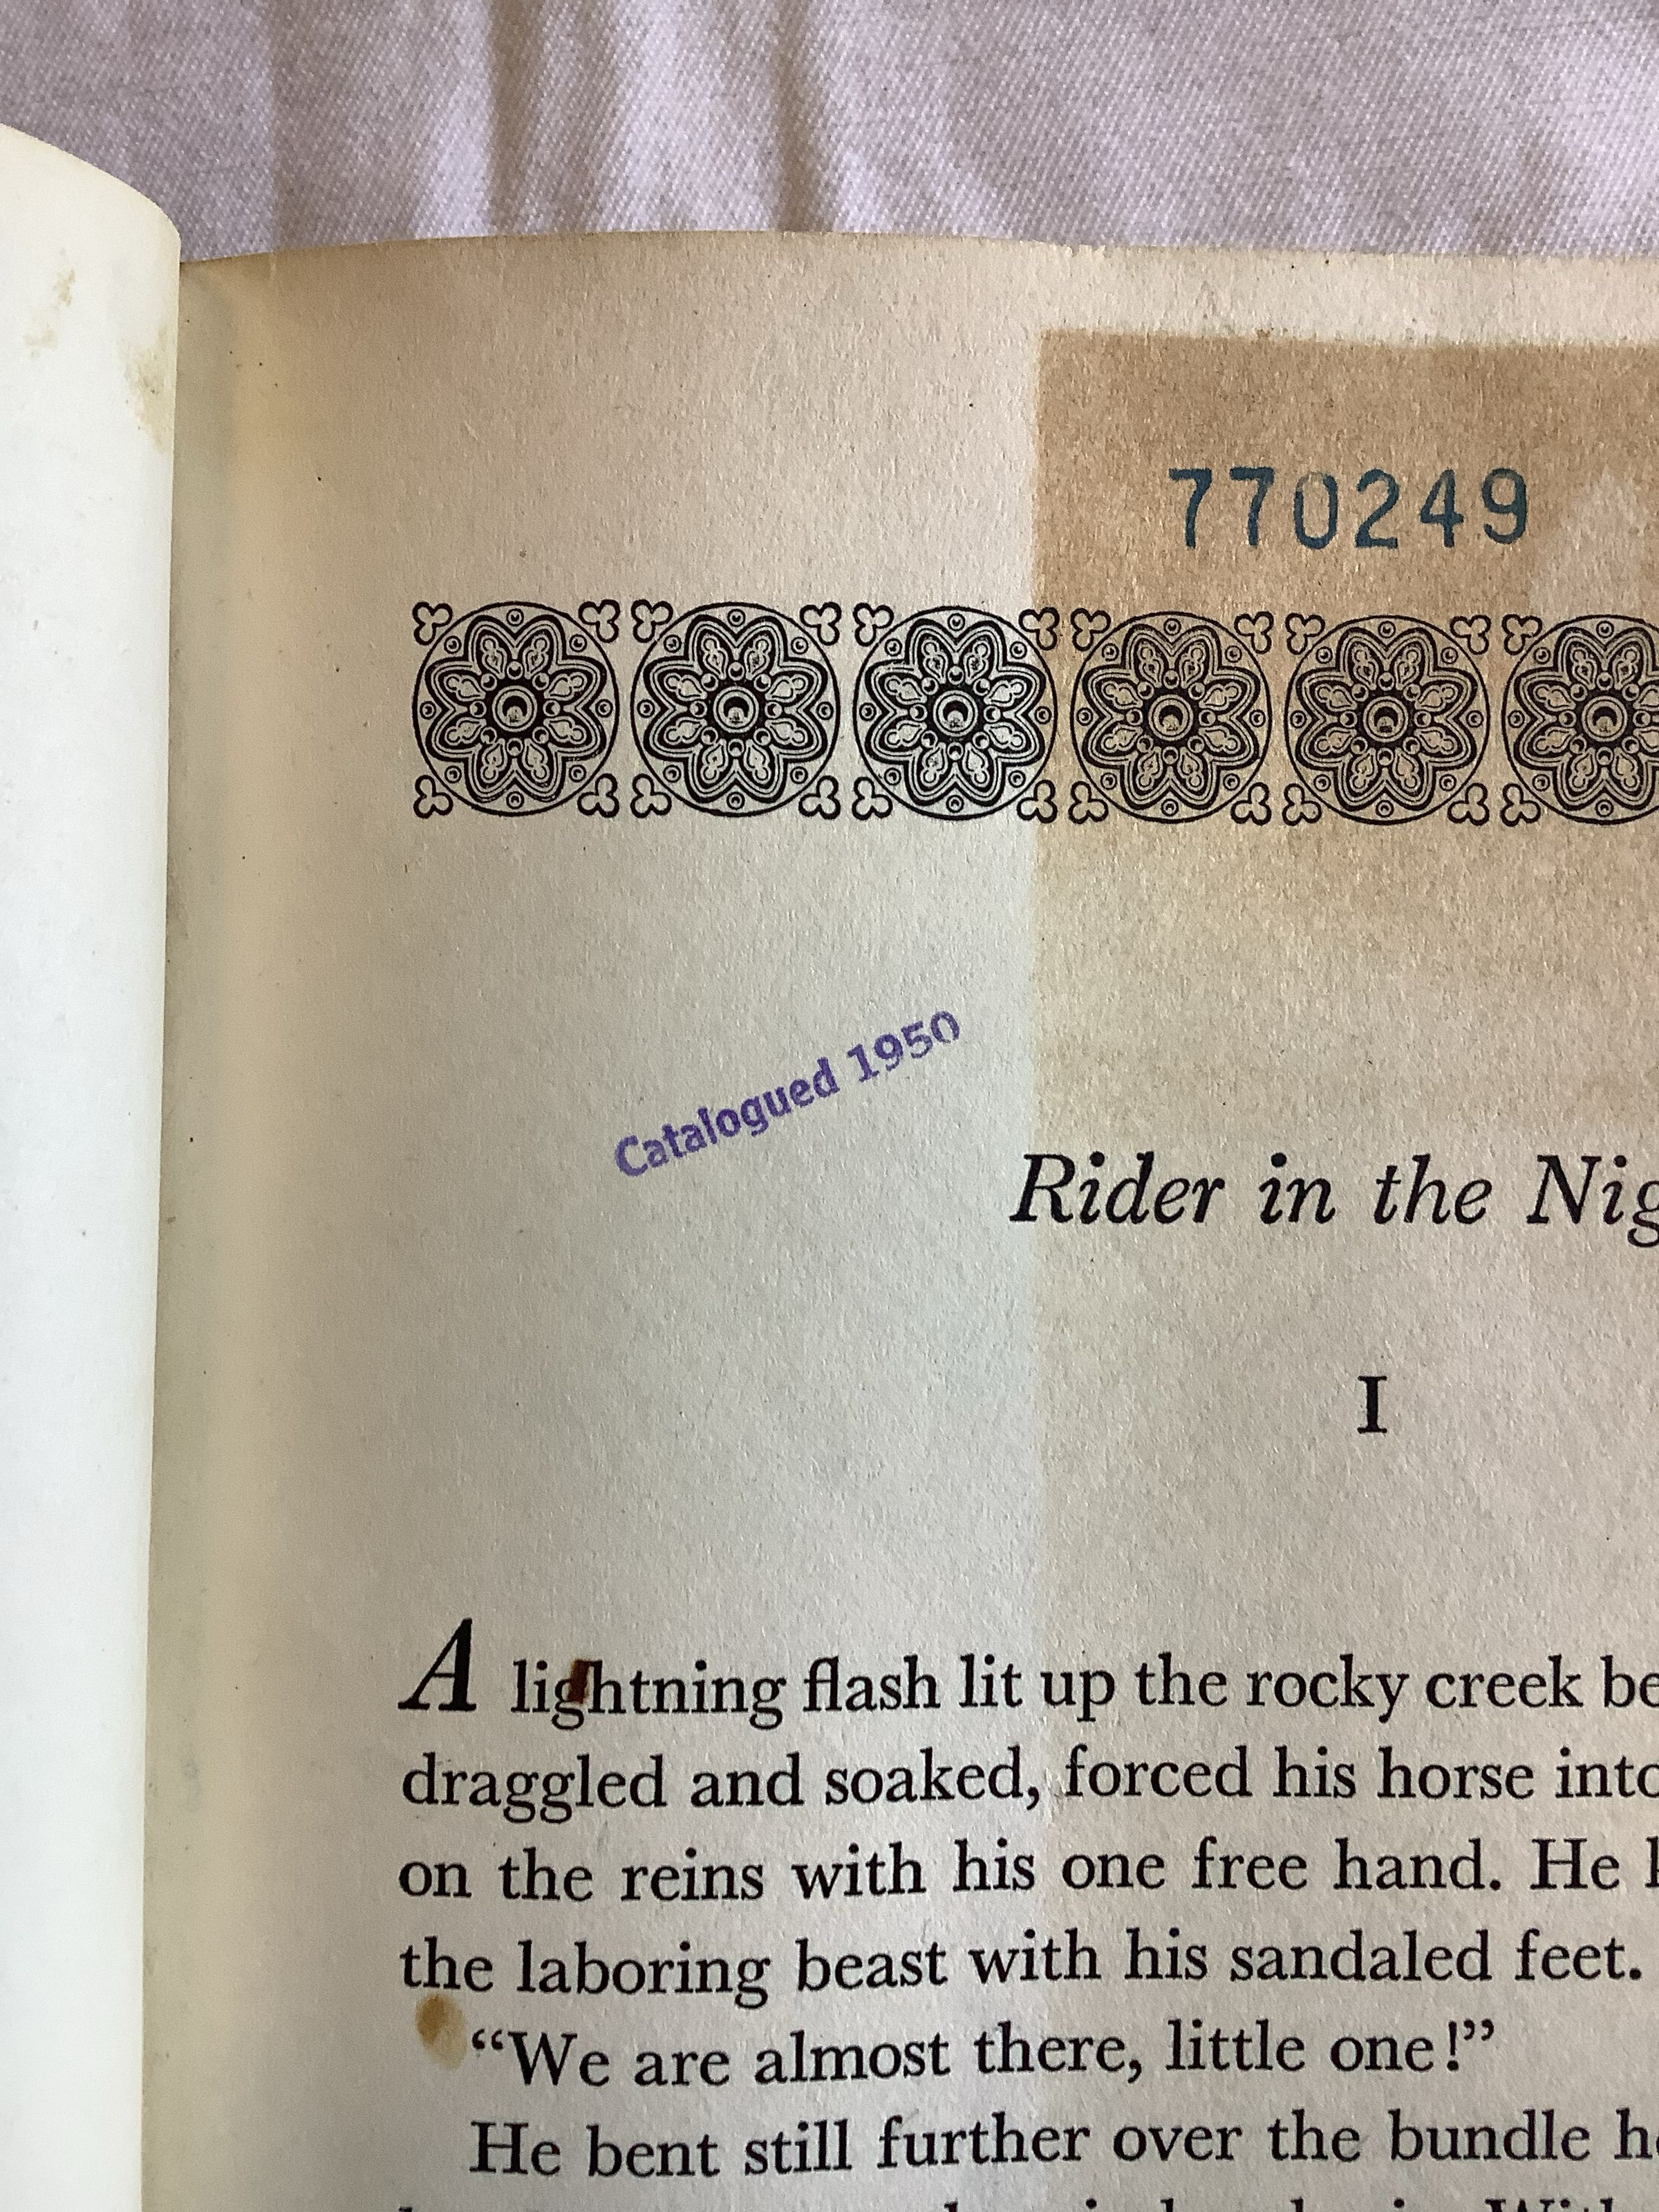 770249
Catalogued 1950
Rider in the
I
A lightning flash lit up the rocky creek
draggled and soaked, forced his horse into
on the reins with his one free hand. He
the laboring beast with his sandaled feet.
“We are almost there, little one!”
He bent still further over the bundle